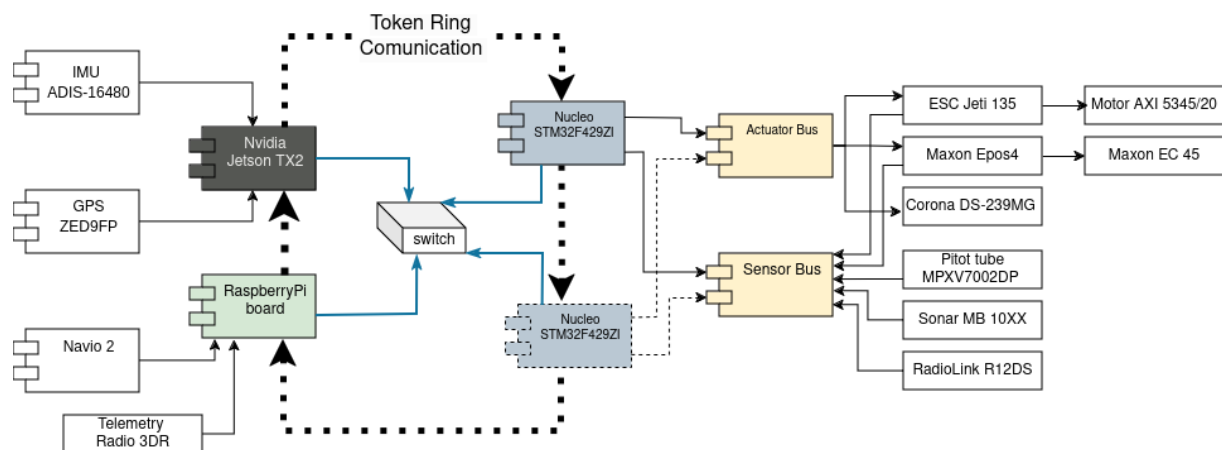 Token Ring
Comunication
IMU
ADIS-16480
Nvidia
Jetson TX2
GPS
ZED9FP
RaspberryPi
board
Navio 2
Telemetry
Radio 3DR
switch
Nucleo
STM32F429ZI
Nucleo
STM32F429ZI
Actuator Bus
Sensor Bus
ESC Jeti 135
Motor AXI 5345/20
Maxon Epos4
Maxon EC 45
Corona DS-239MG
Pitot tube
MPXV7002DP
Sonar MB 10XX
RadioLink R12DS